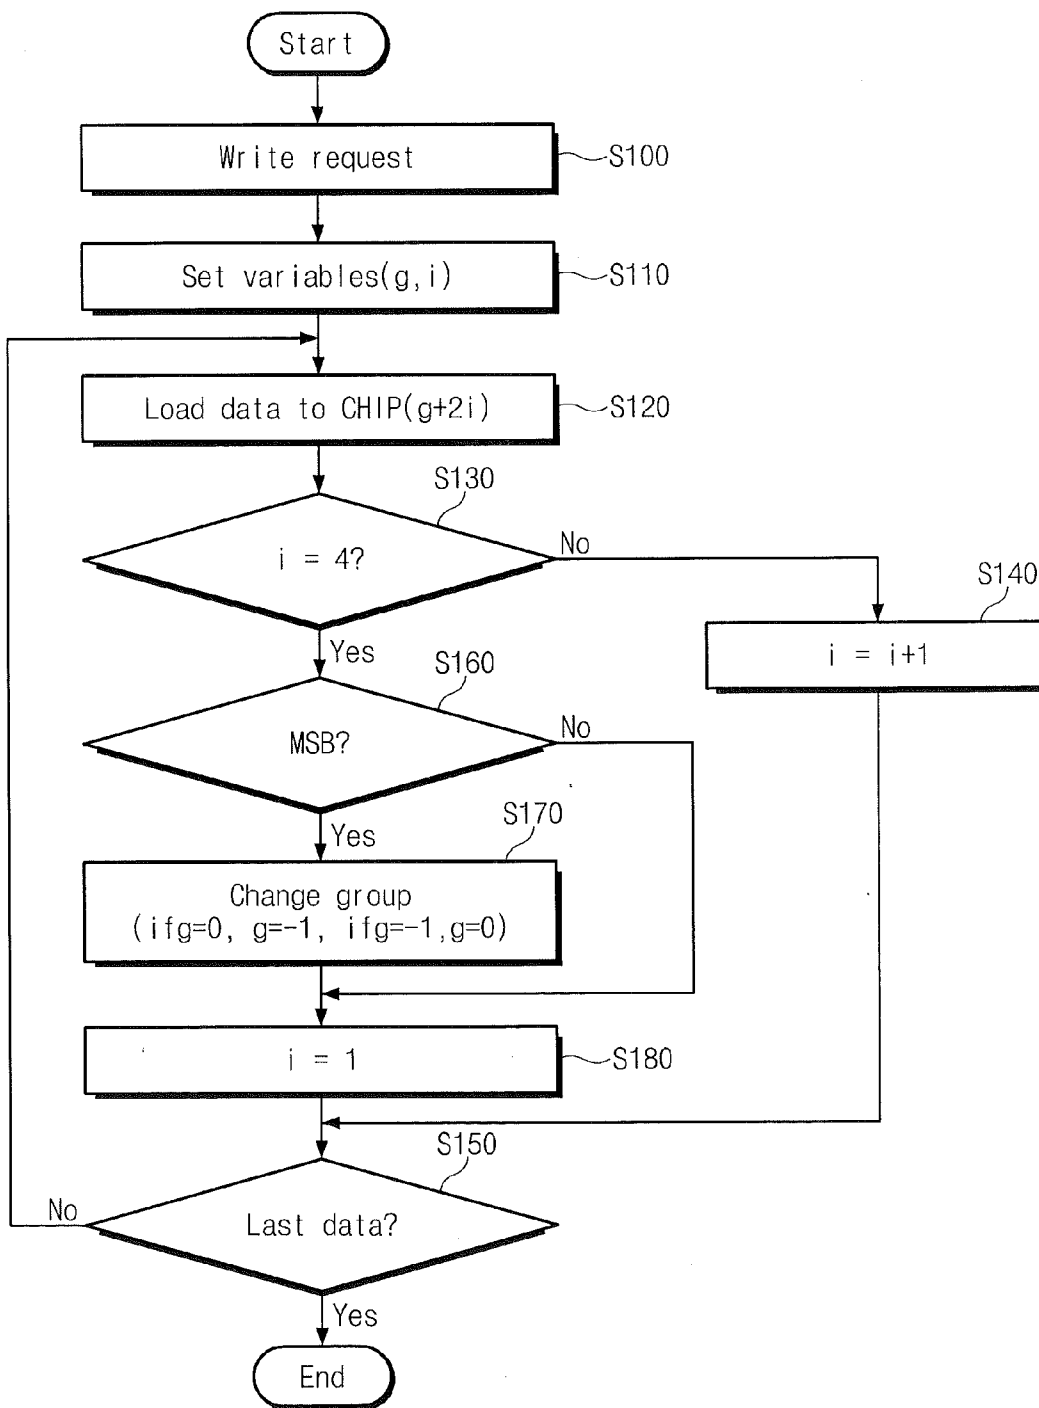 Start
Write request
S100
Set variables(g,i)
S110
Load data to CHIP(g+2i)
S120
S130
i = 4?
No
S140
i = i+1
Yes
S160
MSB?
No
S170
Yes
Change group
(ifg=0, g=-1, ifg=-1,g=0)
i = 1
S180
S150
No
Last data?
Yes
End